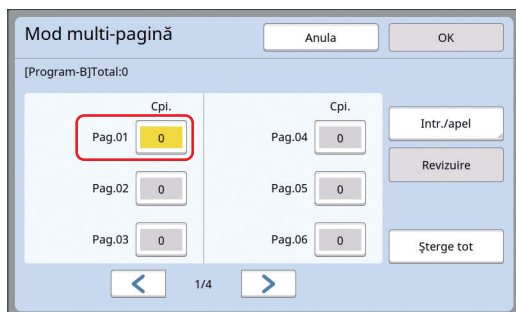 Mod multi-pagină
Anula
OK
[Program-B]Total:0
Cpi.
Pag.01 0
Pag.02 0
Pag.03 0
Cpi.
Pag.04 0
Pag.05 0
Pag.06 0
Intr./apel
Revizuire
Şterge tot
1/4